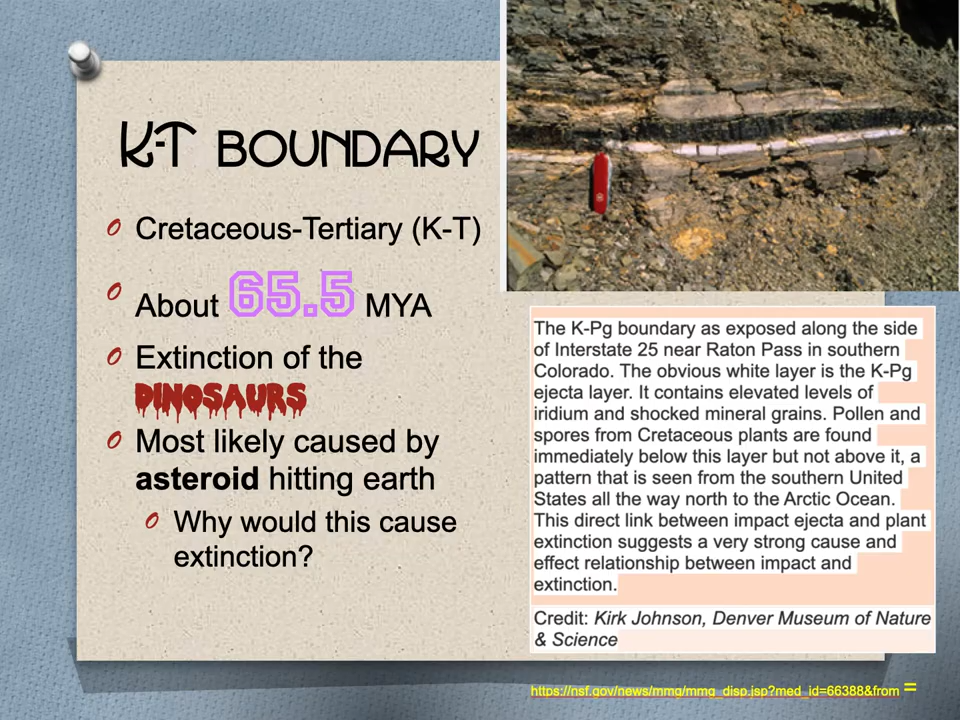 K-T BOUNDARY
Cretaceous-Tertiary (K-T)
About 65.5 MYA
Extinction of the
DINOSAURS
Most likely caused by
asteroid hitting earth
Why would this cause
extinction?
The K-Pg boundary as exposed along the side
of Interstate 25 near Raton Pass in southern
Colorado. The obvious white layer is the K-Pg
ejecta layer. It contains elevated levels of
iridium and shocked mineral grains. Pollen and
spores from Cretaceous plants are found
immediately below this layer but not above it, a
pattern that is seen from the southern United
States all the way north to the Arctic Ocean.
This direct link between impact ejecta and plant
extinction suggests a very strong cause and
effect relationship between impact and
extinction.
Credit: Kirk Johnson, Denver Museum of Nature
& Science
https://nsf.gov/news/mmg/mmg_disp.jsp?med_id=66388&from =